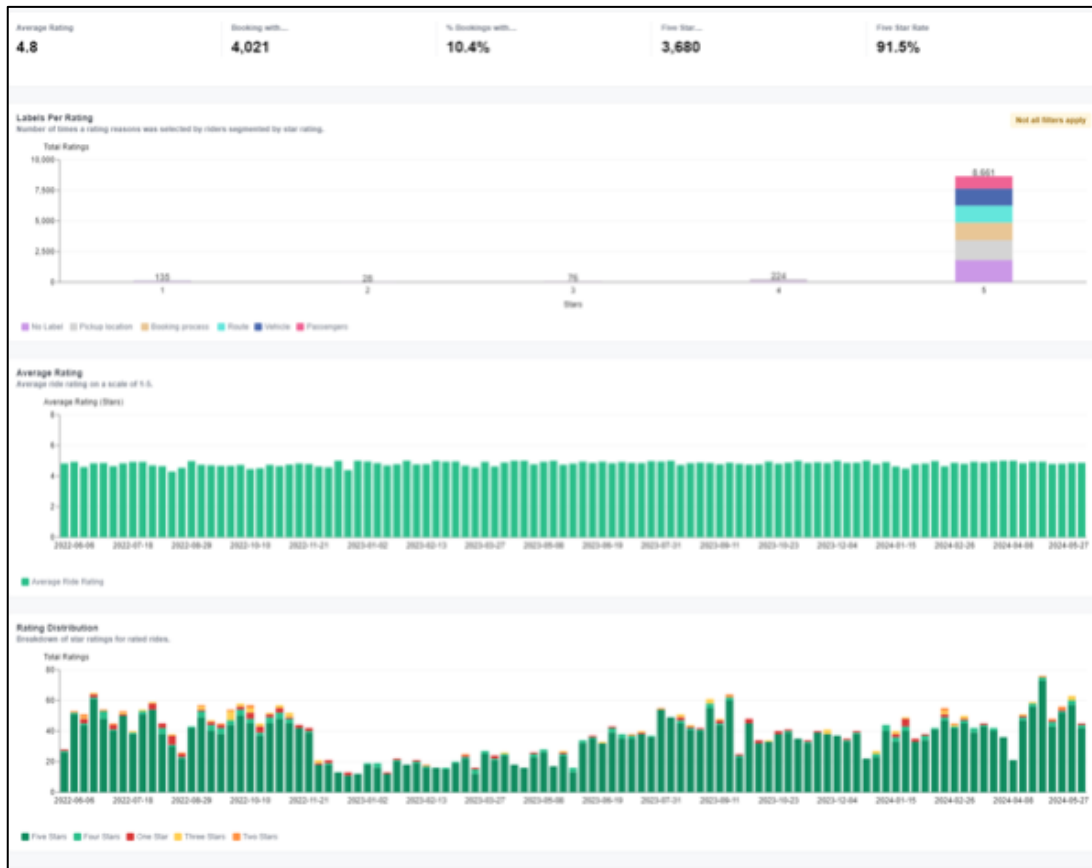 Average Rating
4.8
Booking with...
4,021
% Bookings with...
10.4%
Five Star...
3,680
Five Star Rate
91.5%
Labels Per Rating
Number of times a rating reasons was selected by riders segmented by star rating.
Not all filters apply
Total Ratings
10,000
7,500
5,000
2,500
0
135
26
76
224
8,661
1 2 3 4 5
Stars
No Label Pickup location Booking process Route Vehicle Passengers
Average Rating
Average ride rating on a scale of 1-5.
Average Rating (Stars)
8
6
4
2
0
2022-06-06 2022-07-18 2022-08-29 2022-10-10 2022-11-21 2023-01-02 2023-02-13 2023-03-27 2023-05-08 2023-06-19 2023-07-31 2023-09-11 2023-10-23 2023-12-04 2024-01-15 2024-02-26 2024-04-08 2024-05-27
Average Ride Rating
Rating Distribution
Breakdown of star ratings for rated rides.
Total Ratings
80
60
40
20
0
2022-06-06 2022-07-18 2022-08-29 2022-10-10 2022-11-21 2023-01-02 2023-02-13 2023-03-27 2023-05-08 2023-06-19 2023-07-31 2023-09-11 2023-10-23 2023-12-04 2024-01-15 2024-02-26 2024-04-08 2024-05-27
Five Stars Four Stars One Star Three Stars Two Stars